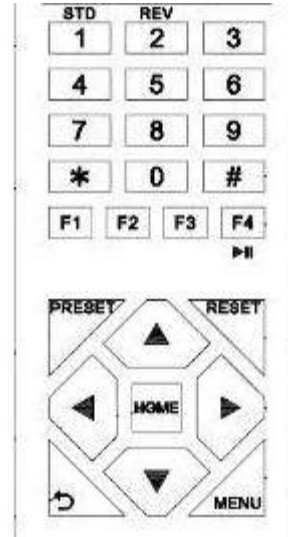 STD REV
1 2 3
4 5 6
7 8 9
* 0 #
F1 F2 F3 F4
PRESET RESET
HOME
MENU